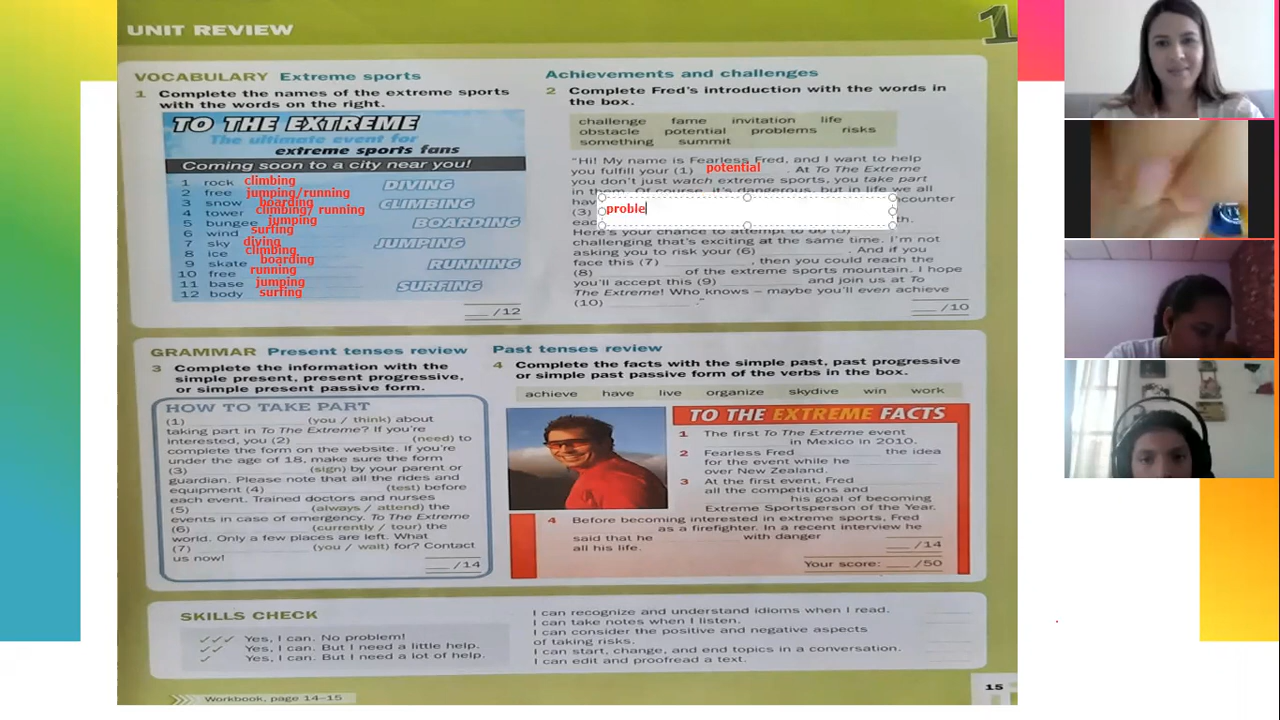 UNIT REVIEW
1
VOCABULARY Extreme sports
1 Complete the names of the extreme sports
with the words on the right.
TO THE EXTREME
The ultimate event for
extreme sports fans
Coming soon to a city near you!
1 rock climbing
2 free jumping/running
3 snow boarding
4 tower climbing/ running
5 bungee jumping
6 wind surfing
7 sky diving
8 ice climbing
9 skate boarding
10 free running
11 base jumping
12 body surfing
DIVING
CLIMBING
BOARDING
JUMPING
RUNNING
SURFING
/12
Achievements and challenges
2 Complete Fred's introduction with the words in
the box.
challenge fame invitation life
obstacle potential problems risks
something summit
"Hi! My name is Fearless Fred, and I want to help
you fulfill your (1) potential . At To The Extreme
you don't just watch extreme sports, you take part
in them. Of course, it's dangerous, but in life we all
hav ncounter
(3) proble
eac th.
Here's your chance to attempt to do (5)
challenging that's exciting at the same time. I'm not
asking you to risk your (6) . And if you
face this (7) , then you could reach the
(8) of the extreme sports mountain. I hope
you'll accept this (9) and join us at To
The Extreme! Who knows – maybe you'll even achieve
(10) ."
/10
GRAMMAR Present tenses review
3 Complete the information with the
simple present, present progressive,
or simple present passive form.
HOW TO TAKE PART
(1) (you / think) about
taking part in To The Extreme? If you're
interested, you (2) (need) to
complete the form on the website. If you're
under the age of 18, make sure the form
(3) (sign) by your parent or
guardian. Please note that all the rides and
equipment (4) (test) before
each event. Trained doctors and nurses
(5) (always / attend) the
events in case of emergency. To The Extreme
(6) (currently / tour) the
world. Only a few places are left. What
(7) (you / wait) for? Contact
us now!
/14
Past tenses review
4 Complete the facts with the simple past, past progressive
or simple past passive form of the verbs in the box.
achieve have live organize skydive win work
TO THE EXTREME FACTS
1 The first To The Extreme event
in Mexico in 2010.
2 Fearless Fred the idea
for the event while he
over New Zealand.
3 At the first event, Fred
all the competitions and
his goal of becoming
Extreme Sportsperson of the Year.
4 Before becoming interested in extreme sports, Fred
as a firefighter. In a recent interview he
said that he with danger
all his life.
/14
Your score: /50
SKILLS CHECK
✓✓✓ Yes, I can. No problem!
✓✓ Yes, I can. But I need a little help.
✓ Yes, I can. But I need a lot of help.
I can recognize and understand idioms when I read.
I can take notes when I listen.
I can consider the positive and negative aspects
of taking risks.
I can start, change, and end topics in a conversation.
I can edit and proofread a text.
Workbook, page 14–15
15